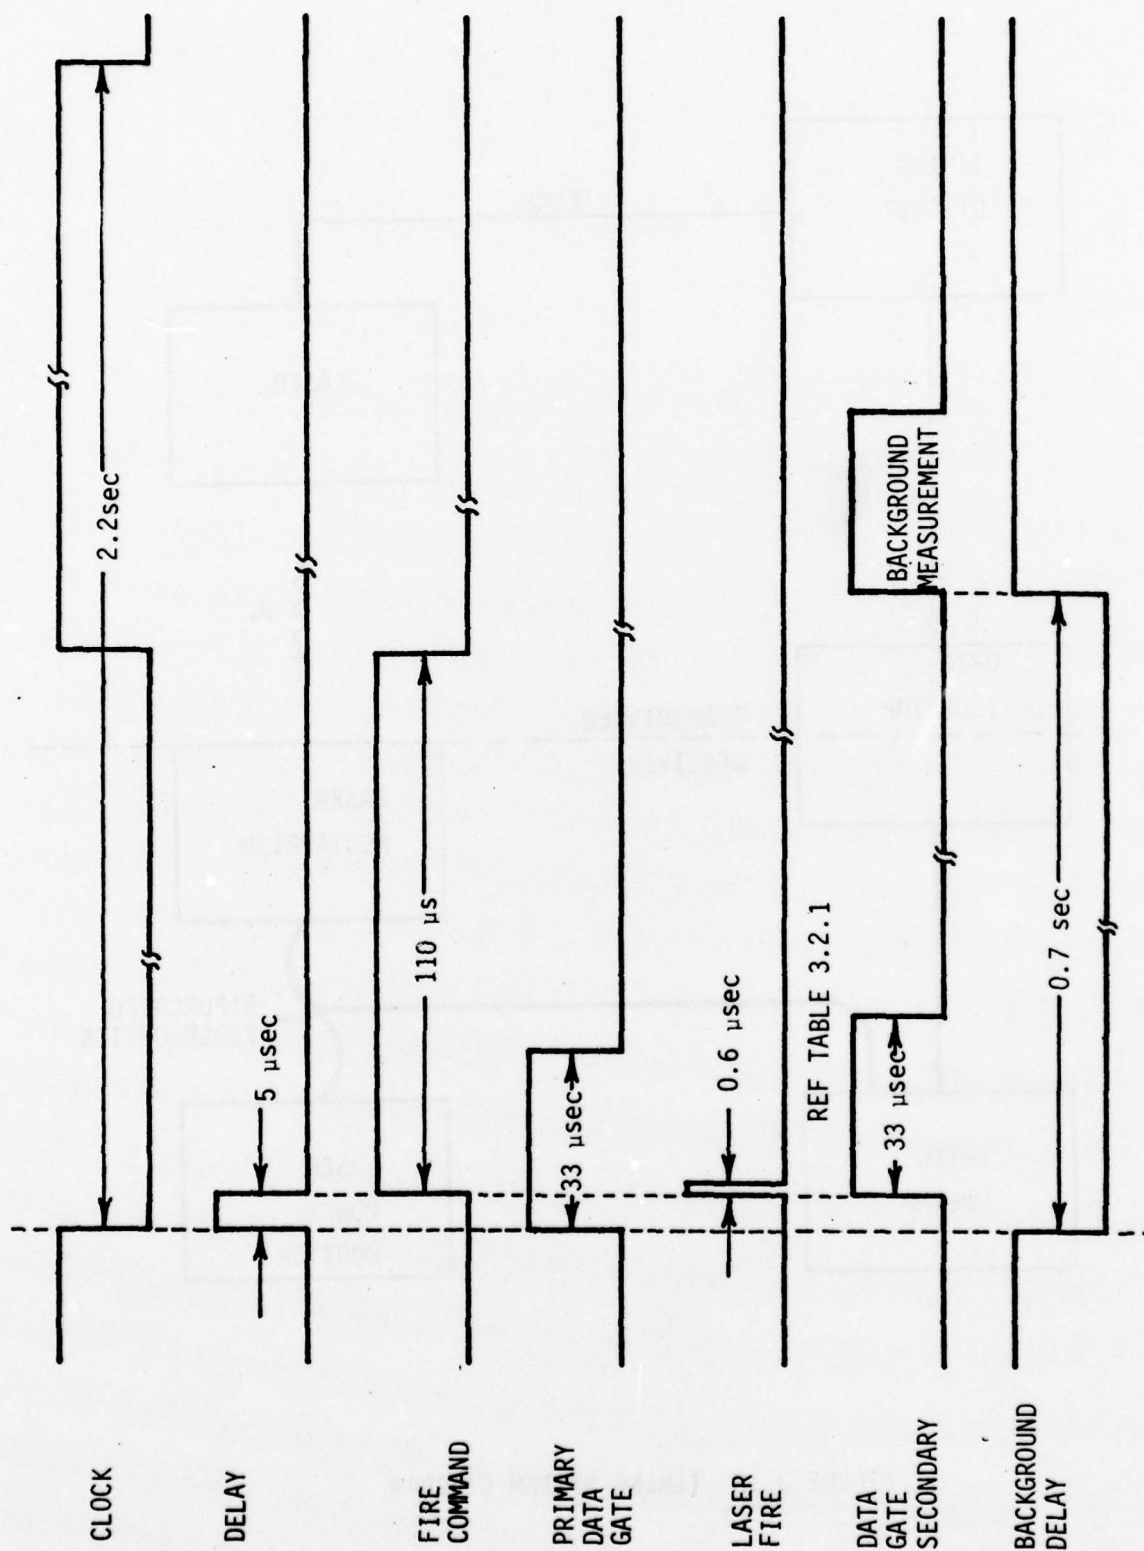 CLOCK
2.2sec
DELAY
5 μsec
FIRE
COMMAND
110 μs
PRIMARY
DATA
GATE
33 μsec
LASER
FIRE
0.6 μsec
REF TABLE 3.2.1
DATA
GATE
SECONDARY
33 μsec
BACKGROUND
MEASUREMENT
BACKGROUND
DELAY
0.7 sec